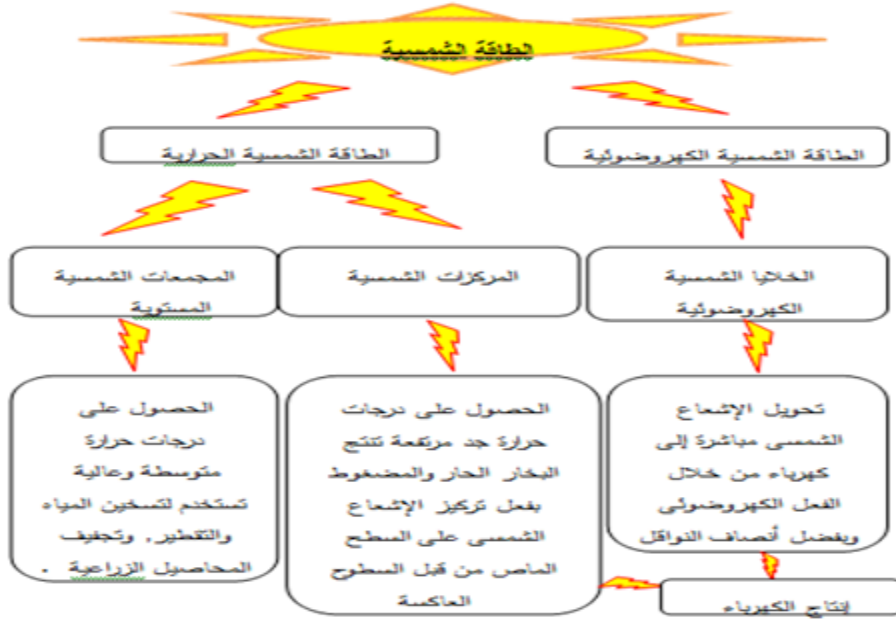 الطاقة الشمسية
الطاقة الشمسية الكهروضوئية
الطاقة الشمسية الحرارية
الخلايا الشمسية
الكهروضوئية
المركزات الشمسية
المجمعات الشمسية
المستوية
تحويل الإشعاع
الشمسي مباشرة إلى
كهرباء من خلال
الفعل الكهروضوئي
وبفضل أنصاف النواقل
الحصول على درجات
حرارة جد مرتفعة تنتج
البخار الحار والمضغوط
بفعل تركيز الإشعاع
الشمسي على السطح
الماص من قبل السطوح
العاكسة
الحصول على
درجات حرارة
متوسطة وعالية
تستخدم لتسخين المياه
والتقطير, وتجفيف
المحاصيل الزراعية .
إنتاج الكهرباء